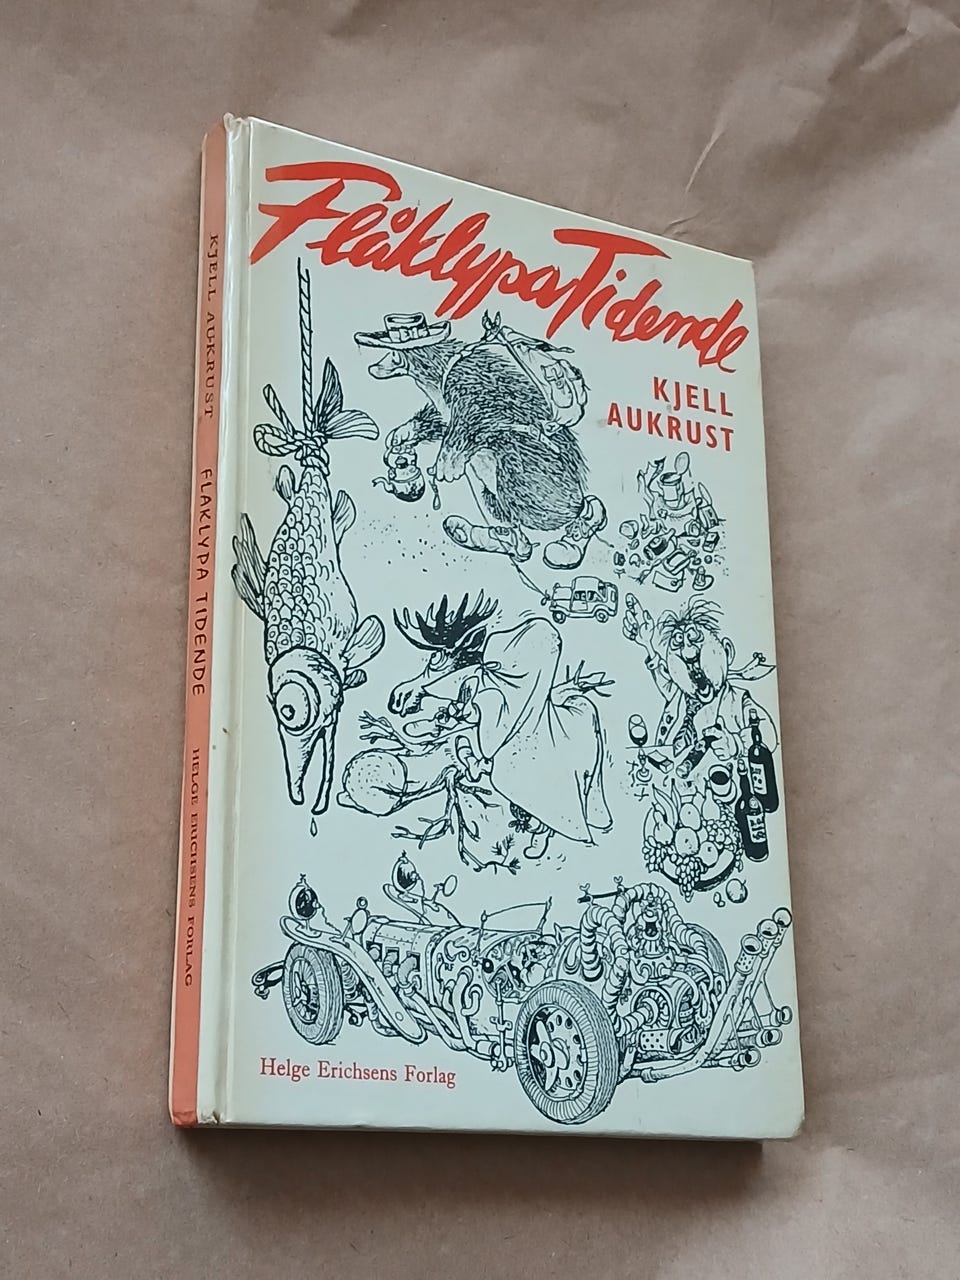 Flåklypa Tidende
KJELL
AUKRUST
Helge Erichsens Forlag
KJELL AUKRUST FLÅKLYPA TIDENDE HELGE ERICHSENS FORLAG